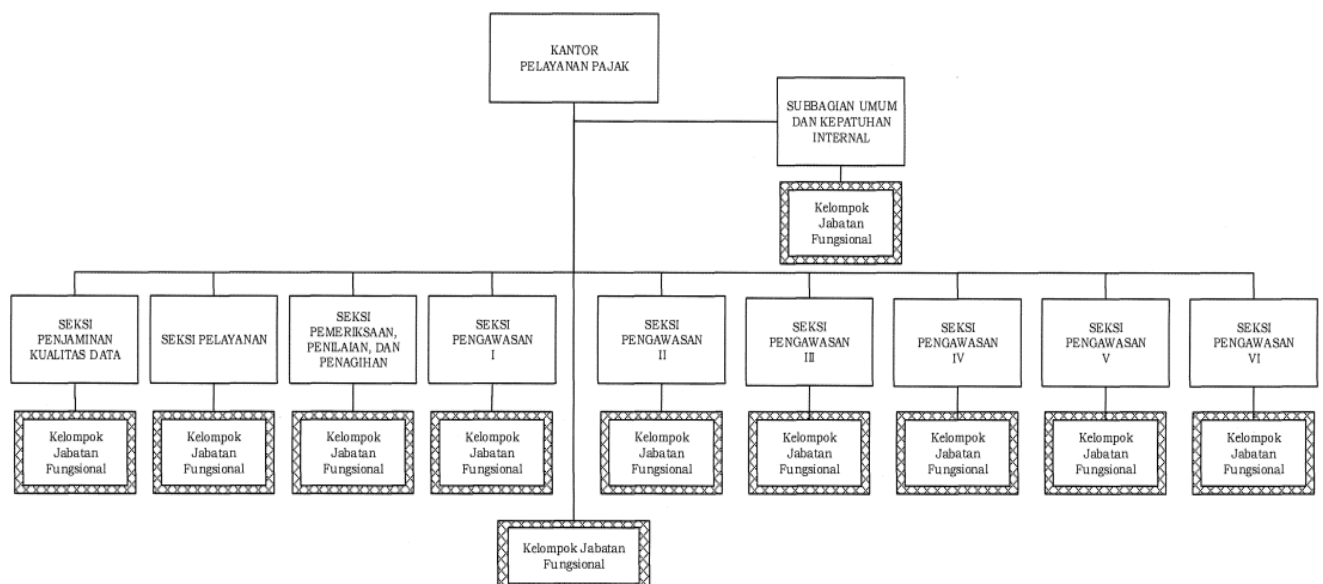 KANTOR
PELAYANAN PAJAK
SUBBAGIAN UMUM
DAN KEPATUHAN
INTERNAL
Kelompok
Jabatan
Fungsional
SEKSI
PENJAMINAN
KUALITAS DATA
SEKSI PELAYANAN
SEKSI
PEMERIKSAAN,
PENILAIAN, DAN
PENAGIHAN
SEKSI
PENGAWASAN
I
SEKSI
PENGAWASAN
II
SEKSI
PENGAWASAN
III
SEKSI
PENGAWASAN
IV
SEKSI
PENGAWASAN
V
SEKSI
PENGAWASAN
VI
Kelompok
Jabatan
Fungsional
Kelompok
Jabatan
Fungsional
Kelompok
Jabatan
Fungsional
Kelompok
Jabatan
Fungsional
Kelompok
Jabatan
Fungsional
Kelompok
Jabatan
Fungsional
Kelompok
Jabatan
Fungsional
Kelompok
Jabatan
Fungsional
Kelompok
Jabatan
Fungsional
Kelompok Jabatan
Fungsional